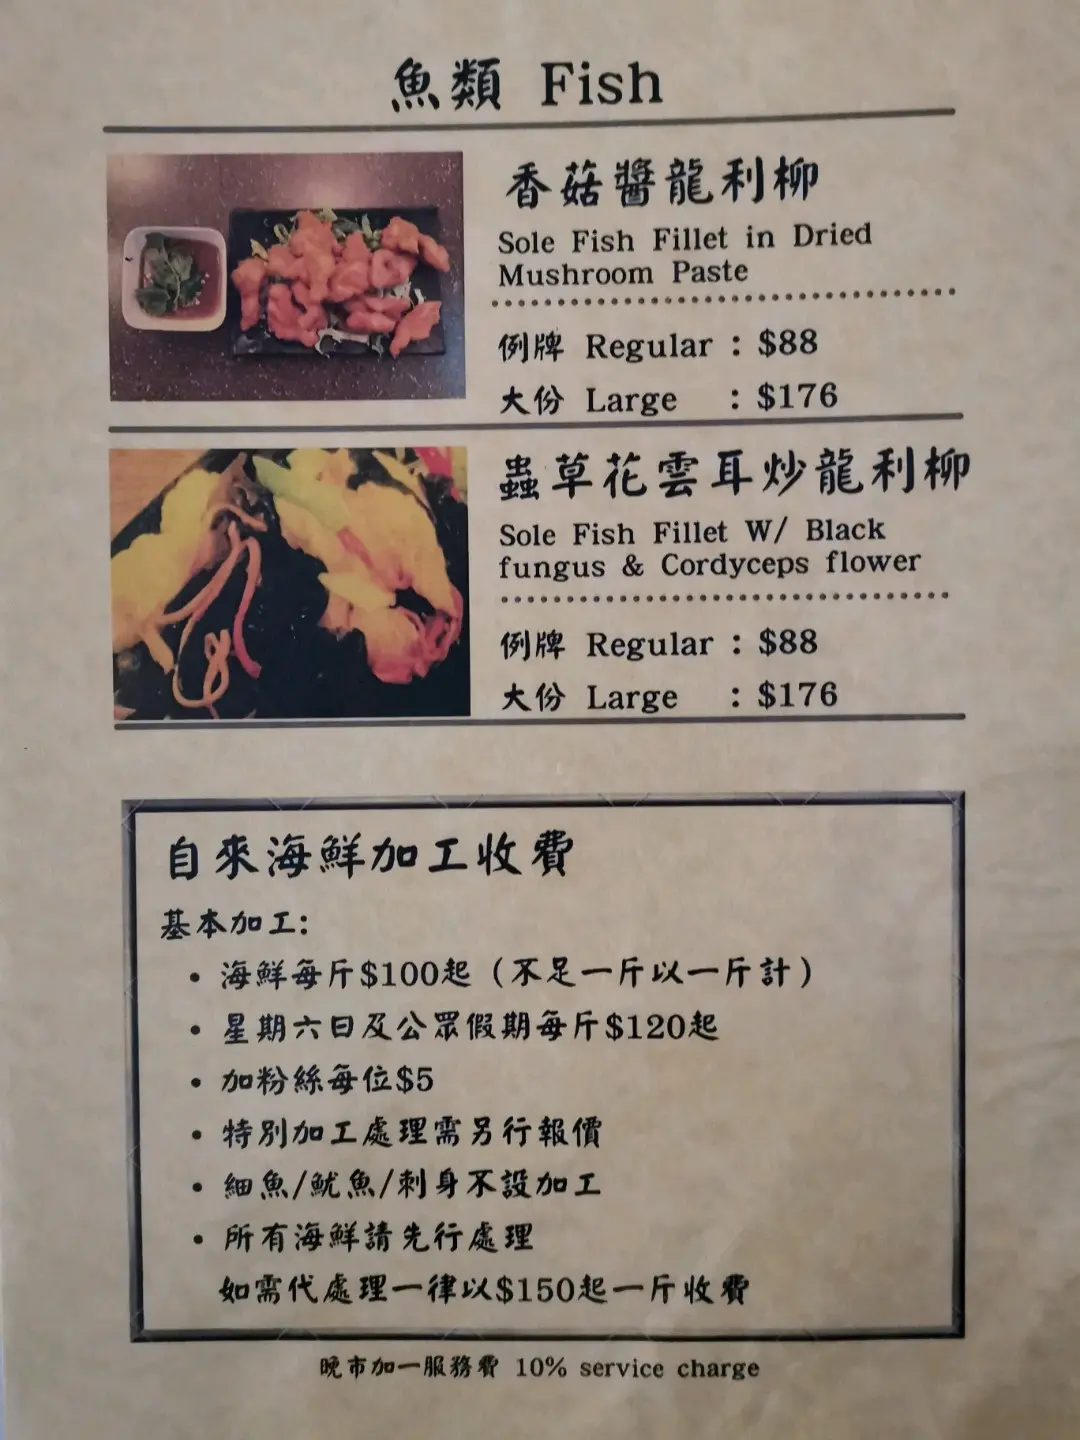 魚類 Fish
香菇醬龍利柳
Sole Fish Fillet in Dried
Mushroom Paste
例牌 Regular : $88
大份 Large : $176
蟲草花雲耳炒龍利柳
Sole Fish Fillet W/ Black
fungus & Cordyceps flower
例牌 Regular : $88
大份 Large : $176
自來海鮮加工收費
基本加工:
• 海鮮每斤$100起（不足一斤以一斤計）
• 星期六日及公眾假期每斤$120起
• 加粉絲每位$5
• 特別加工處理需另行報價
• 細魚/魷魚/刺身不設加工
• 所有海鮮請先行處理
如需代處理一律以$150起一斤收費
晚市加一服務費 10% service charge